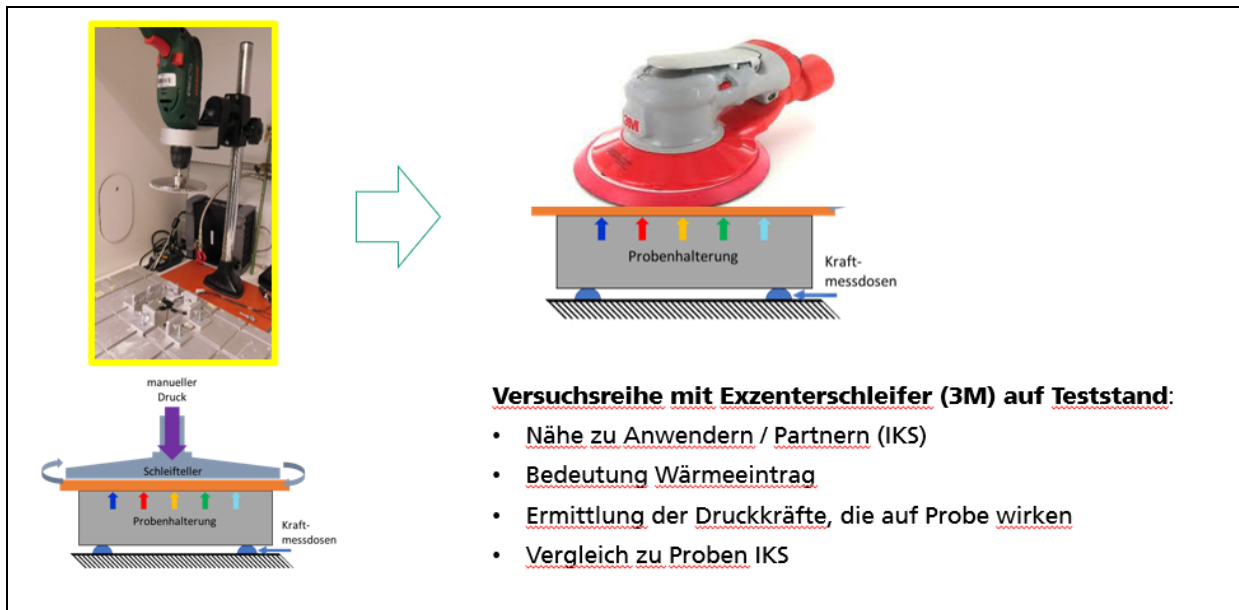 3M
Probenhalterung
Kraft-
messdosen
manueller
Druck
Schleifteller
Probenhalterung
Kraft-
messdosen
Versuchsreihe mit Exzenterschleifer (3M) auf Teststand:
• Nähe zu Anwendern / Partnern (IKS)
• Bedeutung Wärmeeintrag
• Ermittlung der Druckkräfte, die auf Probe wirken
• Vergleich zu Proben IKS